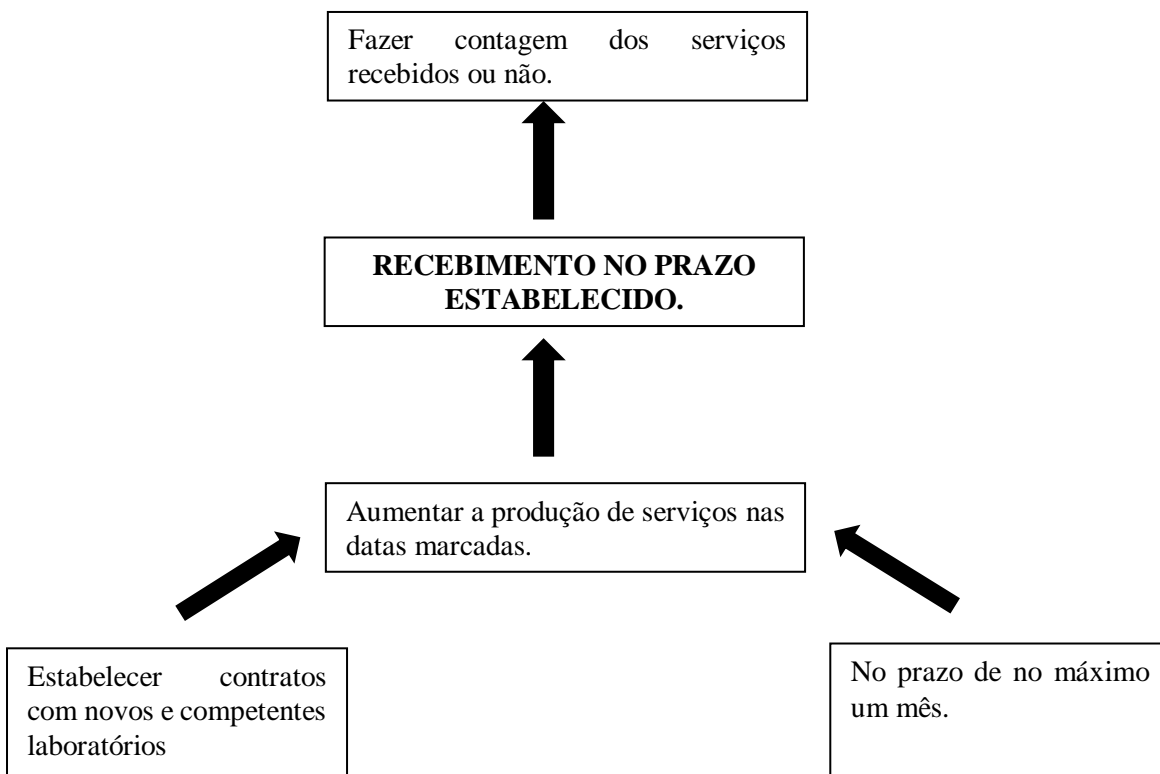 Fazer contagem dos serviços
recebidos ou não.
RECEBIMENTO NO PRAZO
ESTABELECIDO.
Aumentar a produção de serviços nas
datas marcadas.
Estabelecer contratos
com novos e competentes
laboratórios
No prazo de no máximo
um mês.